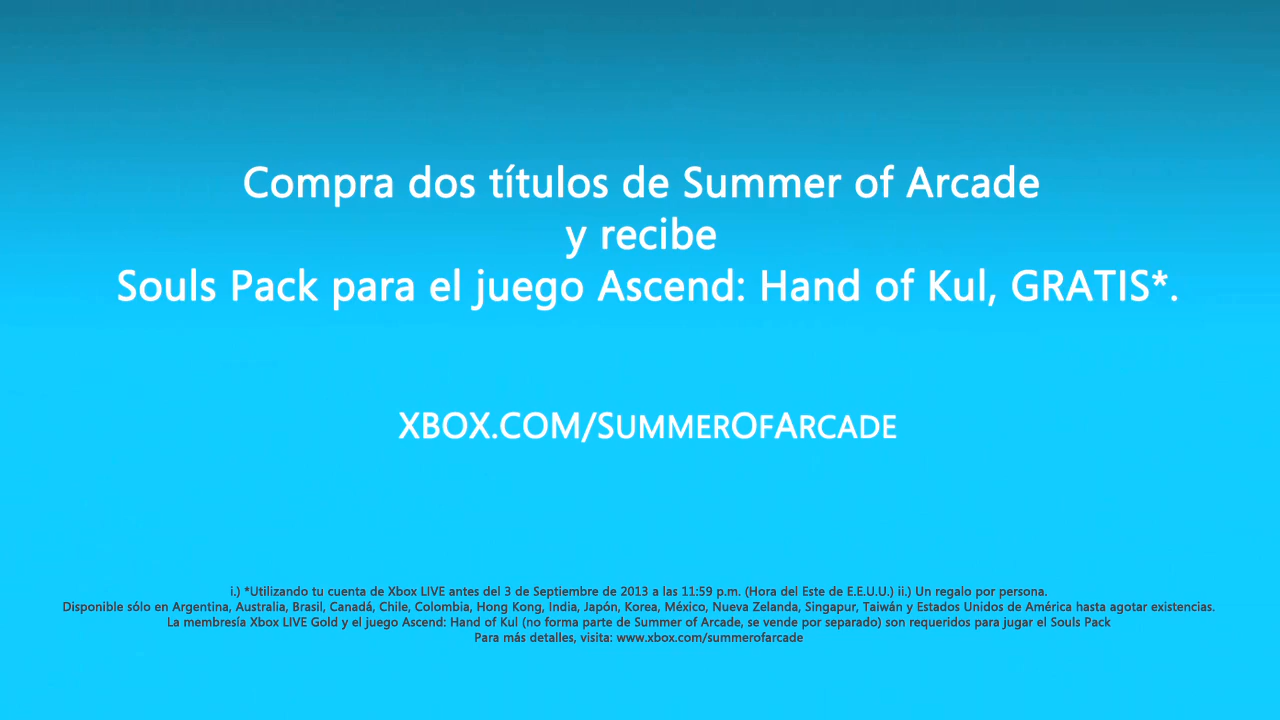 Compra dos títulos de Summer of Arcade
y recibe
Souls Pack para el juego Ascend: Hand of Kul, GRATIS*.
XBOX.COM/SUMMEROFARCADE
i.) *Utilizando tu cuenta de Xbox LIVE antes del 3 de Septiembre de 2013 a las 11:59 p.m. (Hora del Este de E.E.U.U.) ii.) Un regalo por persona.
Disponible sólo en Argentina, Australia, Brasil, Canadá, Chile, Colombia, Hong Kong, India, Japón, Korea, México, Nueva Zelanda, Singapur, Taiwán y Estados Unidos de América hasta agotar existencias.
La membresía Xbox LIVE Gold y el juego Ascend: Hand of Kul (no forma parte de Summer of Arcade, se vende por separado) son requeridos para jugar el Souls Pack
Para más detalles, visita: www.xbox.com/summerofarcade